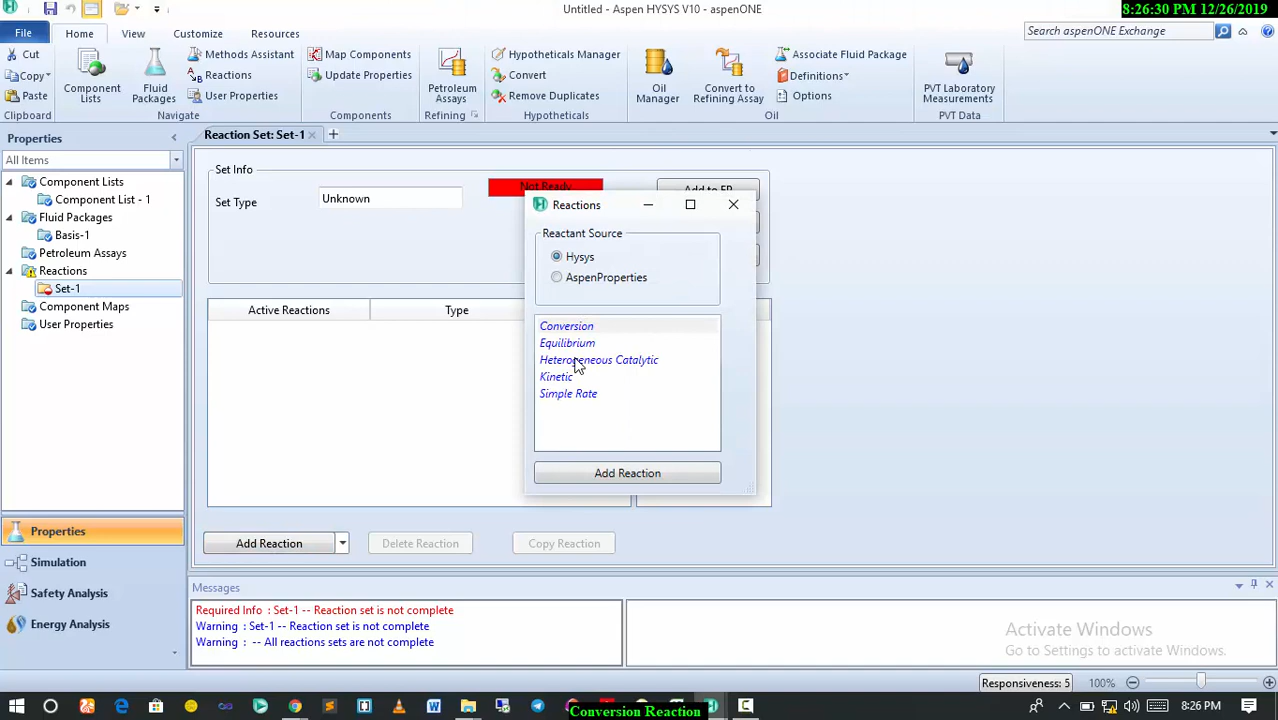 Untitled - Aspen HYSYS V10 - aspenONE
8:26:30 PM 12/26/2019
File Home View Customize Resources
Search aspenONE Exchange
Cut
Copy
Paste
Clipboard
Component Lists
Fluid Packages
Methods Assistant
Reactions
User Properties
Navigate
Map Components
Update Properties
Components
Petroleum Assays
Refining
Hypotheticals Manager
Convert
Remove Duplicates
Hypotheticals
Oil Manager
Convert to Refining Assay
Associate Fluid Package
Definitions
Options
Oil
PVT Laboratory Measurements
PVT Data
Properties
All Items
Component Lists
Component List - 1
Fluid Packages
Basis-1
Petroleum Assays
Reactions
Set-1
Component Maps
User Properties
Properties
Simulation
Safety Analysis
Energy Analysis
Reaction Set: Set-1
Set Info
Set Type Unknown
Not Ready
Add to FP
Active Reactions Type
Reactions
Reactant Source
Hysys
AspenProperties
Conversion
Equilibrium
Heterogeneous Catalytic
Kinetic
Simple Rate
Add Reaction
Add Reaction Delete Reaction Copy Reaction
Messages
Required Info : Set-1 -- Reaction set is not complete
Warning : Set-1 -- Reaction set is not complete
Warning : -- All reactions sets are not complete
Activate Windows
Go to Settings to activate Windows.
Responsiveness: 5 100%
Conversion Reaction
8:26 PM